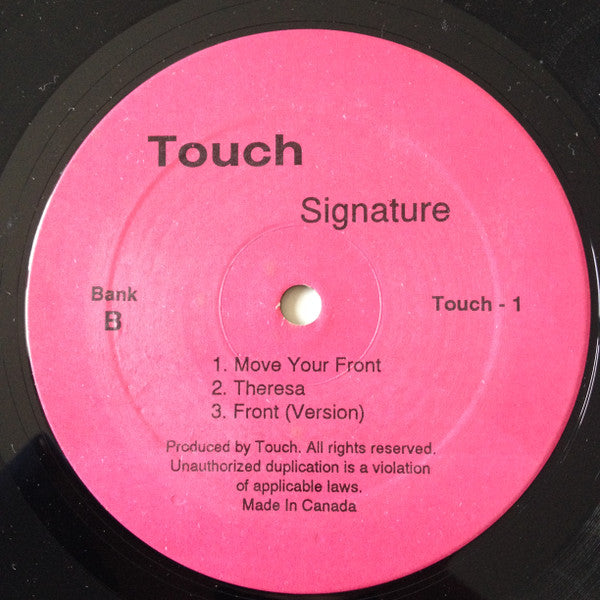 Touch
Signature
Bank
B
Touch - 1
1. Move Your Front
2. Theresa
3. Front (Version)
Produced by Touch. All rights reserved.
Unauthorized duplication is a violation
of applicable laws.
Made In Canada